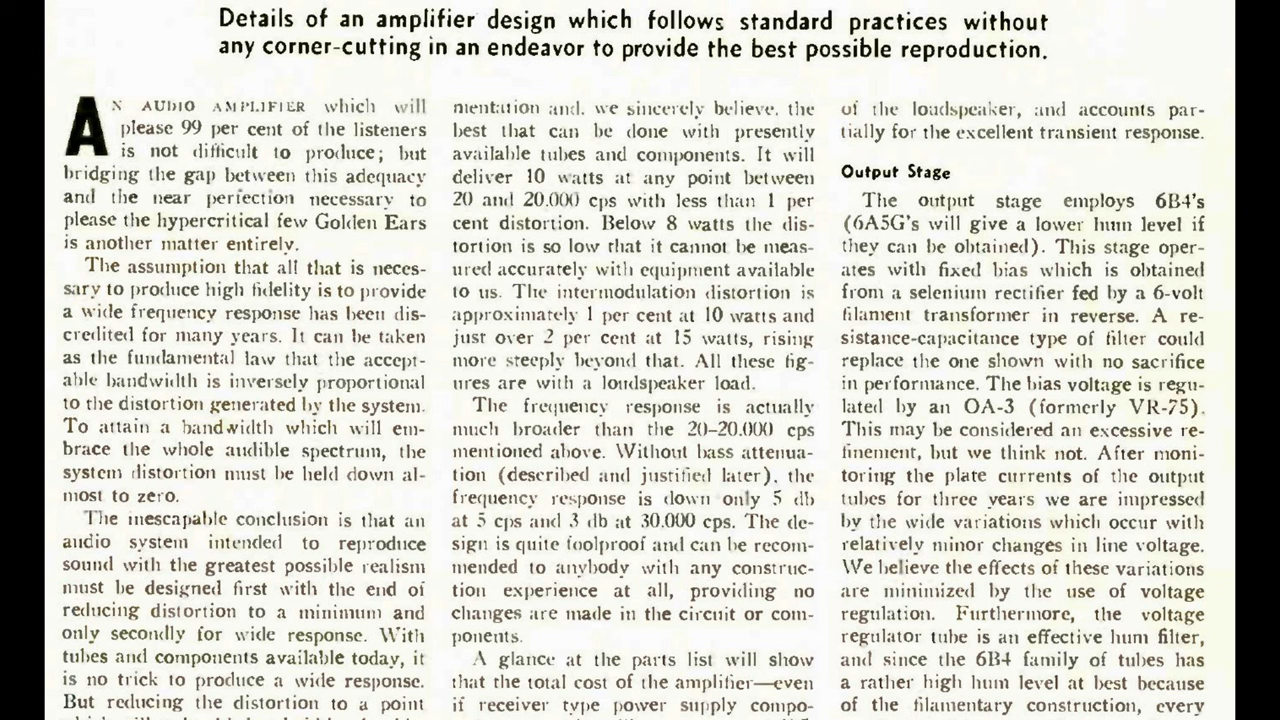 Details of an amplifier design which follows standard practices without
any corner-cutting in an endeavor to provide the best possible reproduction.
AN AUDIO AMPLIFIER which will
please 99 per cent of the listeners
is not difficult to produce; but
bridging the gap between this adequacy
and the near perfection necessary to
please the hypercritical few Golden Ears
is another matter entirely.
The assumption that all that is neces-
sary to produce high fidelity is to provide
a wide frequency response has been dis-
credited for many years. It can be taken
as the fundamental law that the accept-
able bandwidth is inversely proportional
to the distortion generated by the system.
To attain a bandwidth which will em-
brace the whole audible spectrum, the
system distortion must be held down al-
most to zero.
The inescapable conclusion is that an
audio system intended to reproduce
sound with the greatest possible realism
must be designed first with the end of
reducing distortion to a minimum and
only secondly for wide response. With
tubes and components available today, it
is no trick to produce a wide response.
But reducing the distortion to a point
mentation and, we sincerely believe, the
best that can be done with presently
available tubes and components. It will
deliver 10 watts at any point between
20 and 20,000 cps with less than 1 per
cent distortion. Below 8 watts the dis-
tortion is so low that it cannot be meas-
ured accurately with equipment available
to us. The intermodulation distortion is
approximately 1 per cent at 10 watts and
just over 2 per cent at 15 watts, rising
more steeply beyond that. All these fig-
ures are with a loudspeaker load.
The frequency response is actually
much broader than the 20–20,000 cps
mentioned above. Without bass attenua-
tion (described and justified later), the
frequency response is down only 5 db
at 5 cps and 3 db at 30,000 cps. The de-
sign is quite foolproof and can be recom-
mended to anybody with any construc-
tion experience at all, providing no
changes are made in the circuit or com-
ponents.
A glance at the parts list will show
that the total cost of the amplifier—even
if receiver type power supply compo-
of the loudspeaker, and accounts par-
tially for the excellent transient response.
Output Stage
The output stage employs 6B4's
(6A5G's will give a lower hum level if
they can be obtained). This stage oper-
ates with fixed bias which is obtained
from a selenium rectifier fed by a 6-volt
filament transformer in reverse. A re-
sistance-capacitance type of filter could
replace the one shown with no sacrifice
in performance. The bias voltage is regu-
lated by an OA-3 (formerly VR-75).
This may be considered an excessive re-
finement, but we think not. After moni-
toring the plate currents of the output
tubes for three years we are impressed
by the wide variations which occur with
relatively minor changes in line voltage.
We believe the effects of these variations
are minimized by the use of voltage
regulation. Furthermore, the voltage
regulator tube is an effective hum filter,
and since the 6B4 family of tubes has
a rather high hum level at best because
of the filamentary construction, every